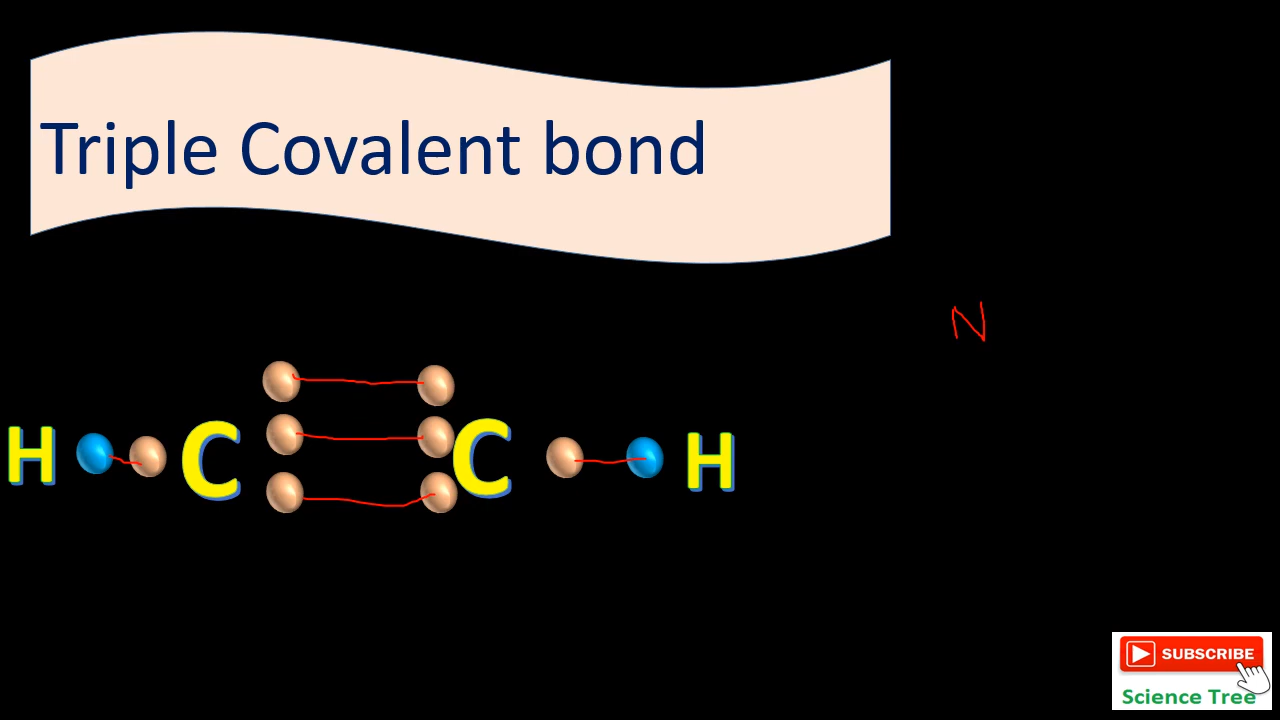 Triple Covalent bond
N
H C C H
SUBSCRIBE
Science Tree